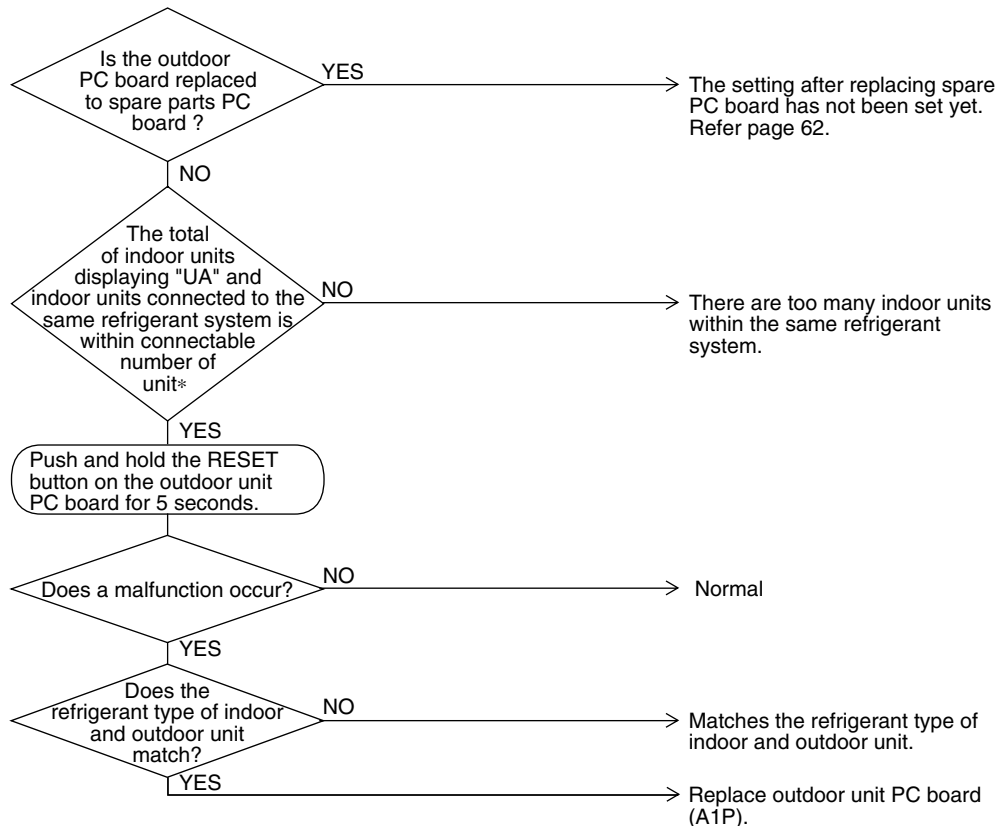 Is the outdoor
PC board replaced
to spare parts PC
board ?
YES
The setting after replacing spare
PC board has not been set yet.
Refer page 62.
NO
The total
of indoor units
displaying "UA" and
indoor units connected to the
same refrigerant system is
within connectable
number of
unit*
NO
There are too many indoor units
within the same refrigerant
system.
YES
Push and hold the RESET
button on the outdoor unit
PC board for 5 seconds.
Does a malfunction occur?
NO
Normal
YES
Does the
refrigerant type of indoor
and outdoor unit
match?
NO
Matches the refrigerant type of
indoor and outdoor unit.
YES
Replace outdoor unit PC board
(A1P).